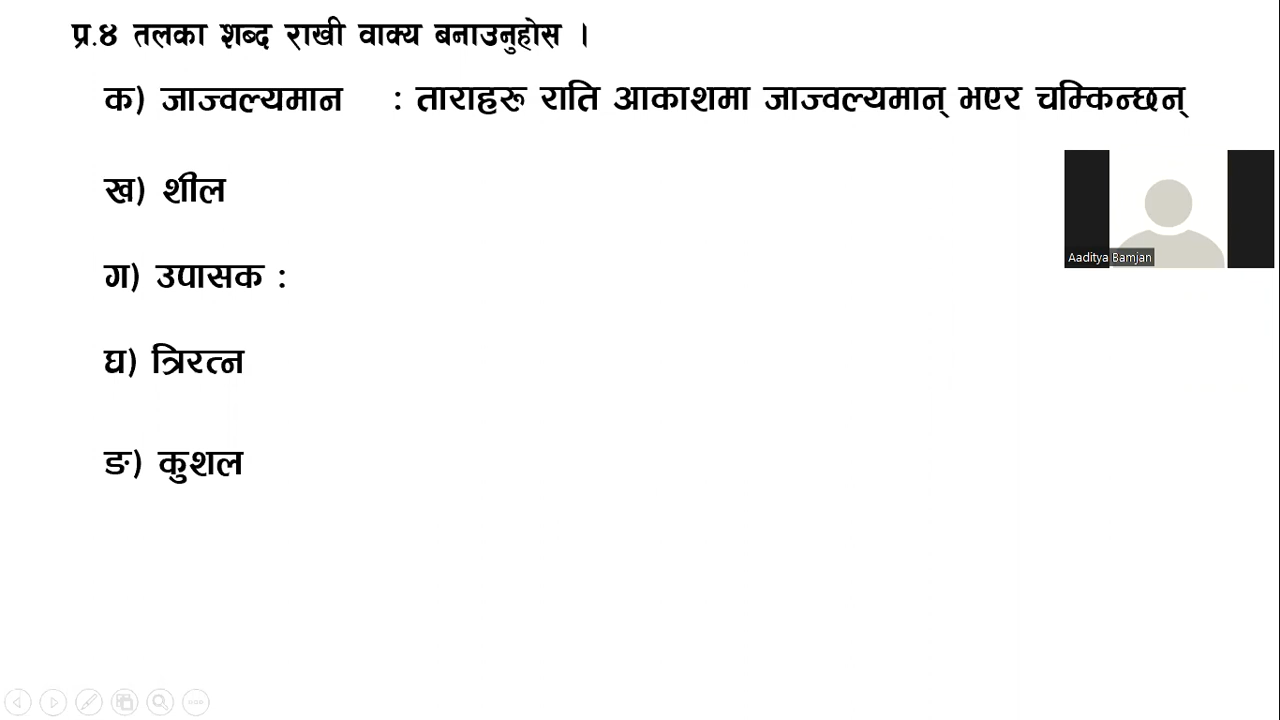 प्र.४ तलका शब्द राखी वाक्य बनाउनुहोस ।
क) जाज्वल्यमान : ताराहरू राति आकाशमा जाज्वल्यमान् भएर चम्किन्छन्
ख) शील
Aaditya Bamjan
ग) उपासक :
घ) त्रिरत्न
ङ) कुशल